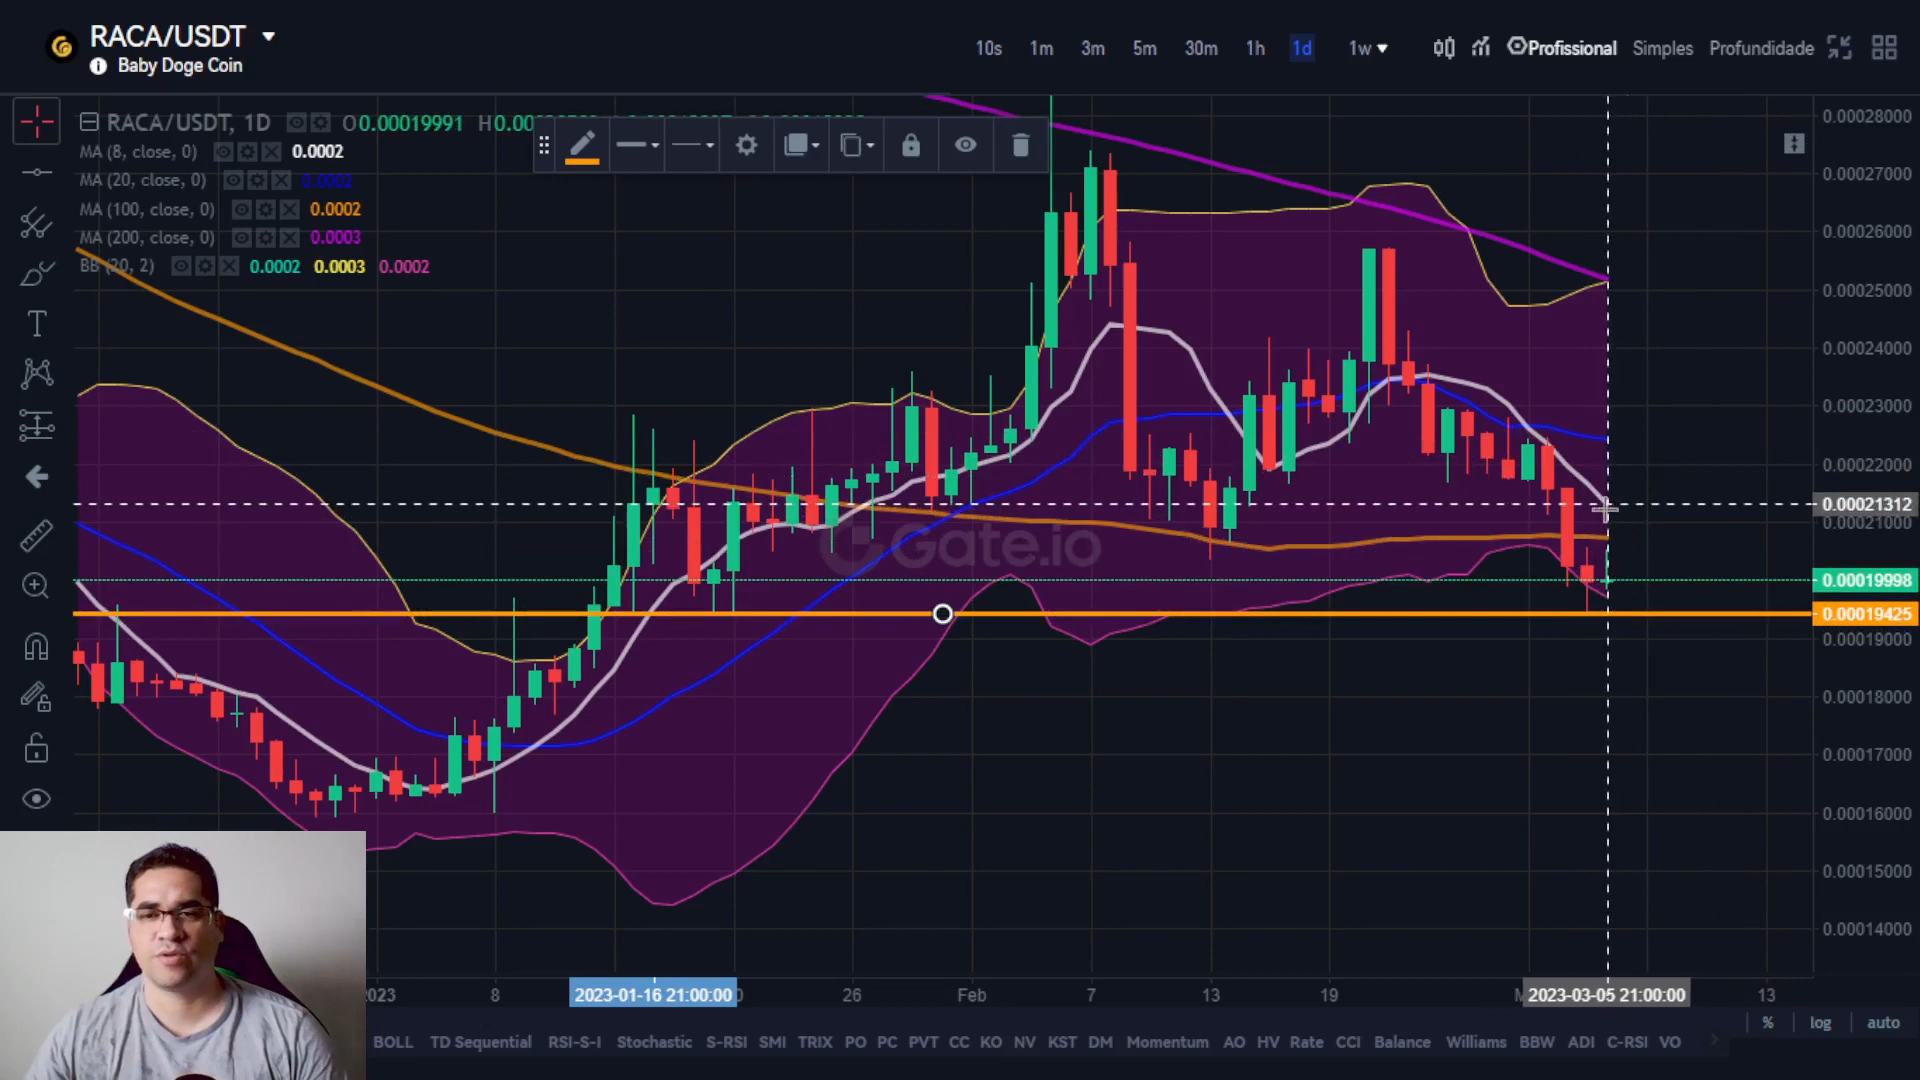 RACA/USDT
Baby Doge Coin
10s 1m 3m 5m 30m 1h 1d 1w Profissional Simples Profundidade
RACA/USDT, 1D O0.00019991 H0.00
MA (8, close, 0) 0.0002
MA (20, close, 0) 0.0002
MA (100, close, 0) 0.0002
MA (200, close, 0) 0.0003
BB (20, 2) 0.0002 0.0003 0.0002
Gate.io
0.00028000
0.00027000
0.00026000
0.00025000
0.00024000
0.00023000
0.00022000
0.00021312
0.00021000
0.00019998
0.00019425
0.00019000
0.00018000
0.00017000
0.00016000
0.00015000
0.00014000
2023 8 2023-01-16 21:00:00 26 Feb 7 13 19 2023-03-05 21:00:00 13
% log auto
BOLL TD Sequential RSI-S-I Stochastic S-RSI SMI TRIX PO PC PVT CC KO NV KST DM Momentum AO HV Rate CCI Balance Williams BBW ADI C-RSI VO